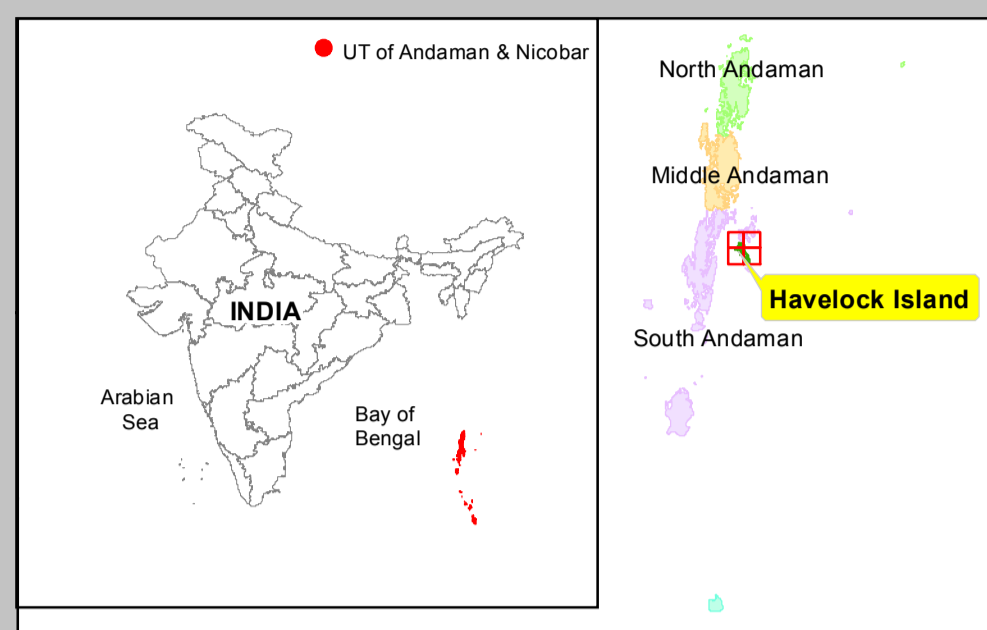 UT of Andaman & Nicobar
INDIA
Arabian
Sea
Bay of
Bengal
North Andaman
Middle Andaman
Havelock Island
South Andaman